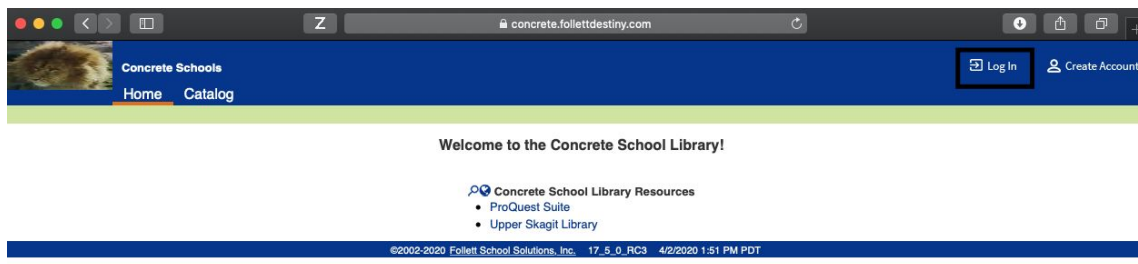 Z
concrete.follettdestiny.com
Concrete Schools
Log In
Create Account
Home Catalog
Welcome to the Concrete School Library!
Concrete School Library Resources
• ProQuest Suite
• Upper Skagit Library
©2002-2020 Follett School Solutions, Inc. 17_5_0_RC3 4/2/2020 1:51 PM PDT